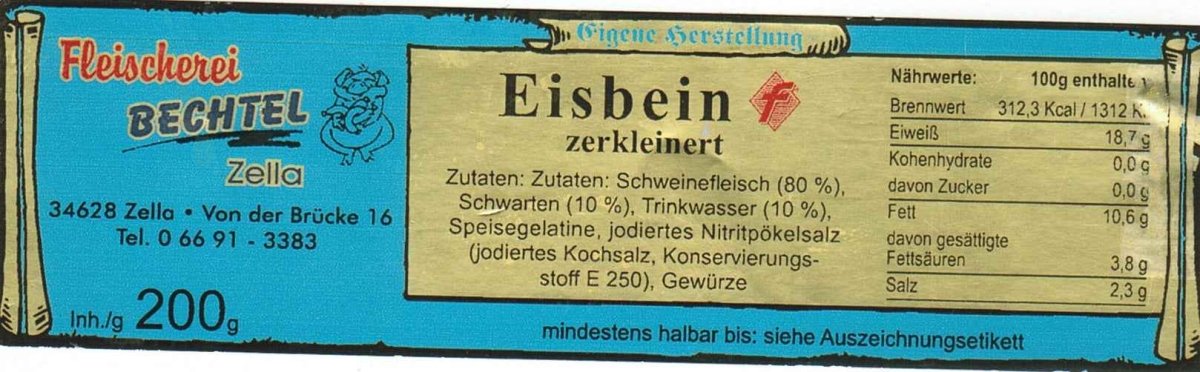 Eigene Herstellung
Fleischerei
BECHTEL
Zella
34628 Zella • Von der Brücke 16
Tel. 0 66 91 - 3383
Inh./g 200g
Eisbein
zerkleinert
Zutaten: Zutaten: Schweinefleisch (80 %),
Schwarten (10 %), Trinkwasser (10 %),
Speisegelatine, jodiertes Nitritpökelsalz
(jodiertes Kochsalz, Konservierungs-
stoff E 250), Gewürze
Nährwerte: 100g enthalte
Brennwert 312,3 Kcal / 1312 K
Eiweiß 18,7 g
Kohenhydrate 0,0 g
davon Zucker 0,0 g
Fett 10,6 g
davon gesättigte
Fettsäuren 3,8 g
Salz 2,3 g
mindestens halbar bis: siehe Auszeichnungsetikett